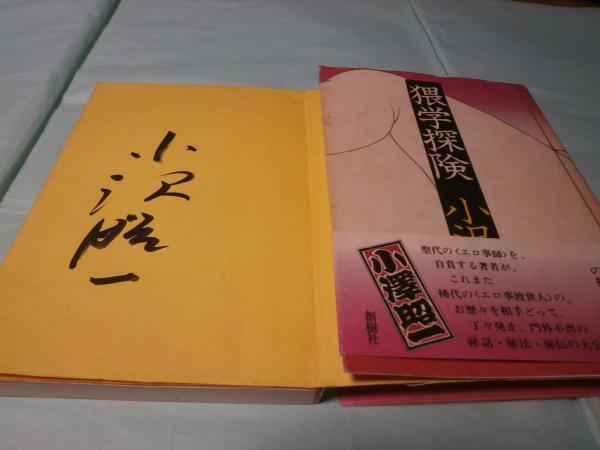 小沢
昭一
猥学探険 小沢
聖代の〈エロ事師〉を、
自負する著者が、
これまた
稀代の〈エロ事渡世人〉の、
お歴々を相手どって、
丁々発止、門外不出の
㊙話・㊙法・㊙伝の大公
小澤昭一
創樹社
の